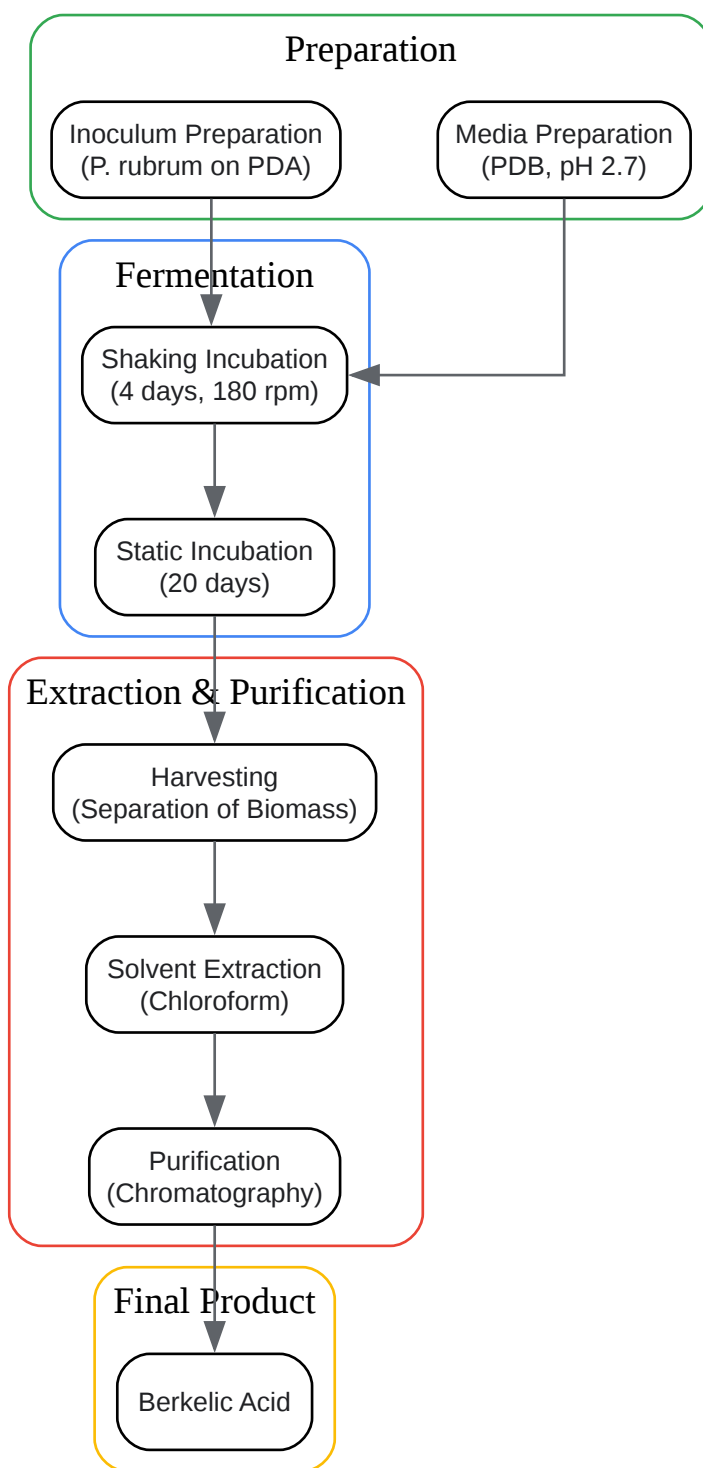 Preparation
Inoculum Preparation
(P. rubrum on PDA)
Media Preparation
(PDB, pH 2.7)
Fermentation
Shaking Incubation
(4 days, 180 rpm)
Static Incubation
(20 days)
Extraction & Purification
Harvesting
(Separation of Biomass)
Solvent Extraction
(Chloroform)
Purification
(Chromatography)
Final Product
Berkelic Acid